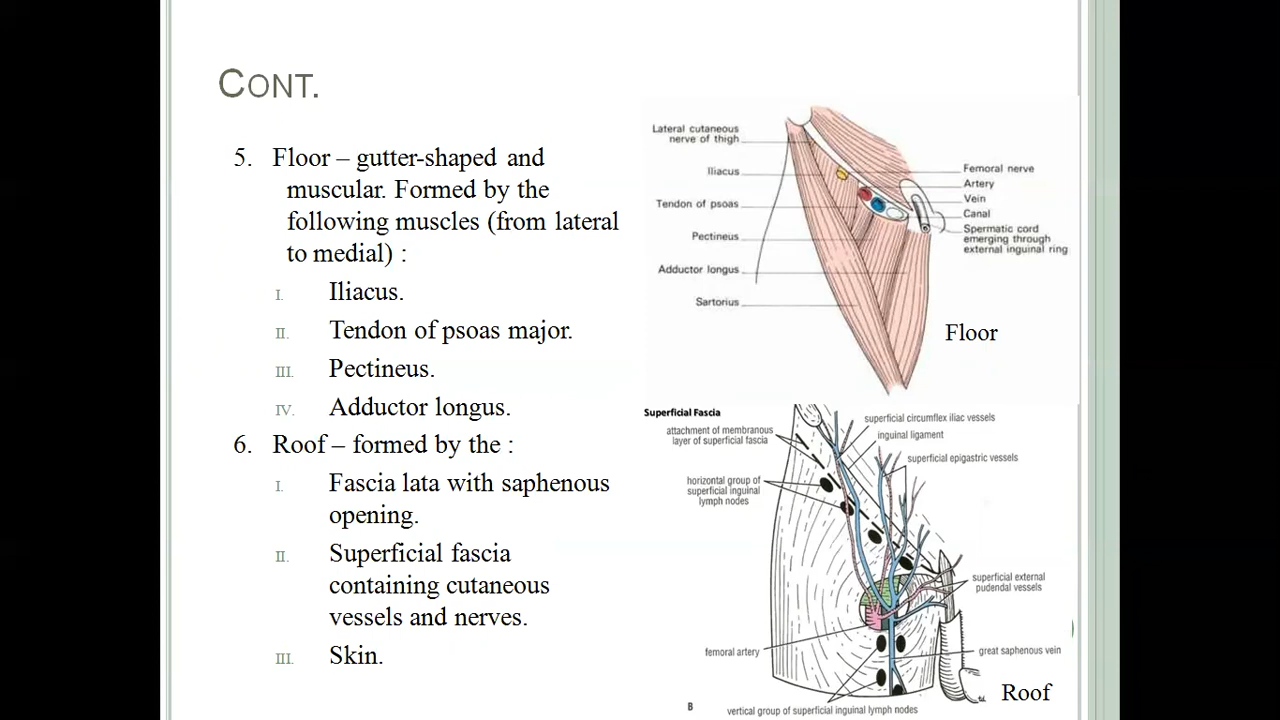 CONT.
5. Floor – gutter-shaped and
muscular. Formed by the
following muscles (from lateral
to medial) :
I. Iliacus.
II. Tendon of psoas major.
III. Pectineus.
IV. Adductor longus.
6. Roof – formed by the :
I. Fascia lata with saphenous
opening.
II. Superficial fascia
containing cutaneous
vessels and nerves.
III. Skin.
Lateral cutaneous
nerve of thigh
Iliacus
Tendon of psoas
Pectineus
Adductor longus
Sartorius
Femoral nerve
Artery
Vein
Canal
Spermatic cord
emerging through
external inguinal ring
Floor
Superficial Fascia
attachment of membranous
layer of superficial fascia
horizontal group of
superficial inguinal
lymph nodes
superficial circumflex iliac vessels
inguinal ligament
superficial epigastric vessels
superficial external
pudendal vessels
femoral artery
great saphenous vein
Roof
B
vertical group of superficial inguinal lymph nodes